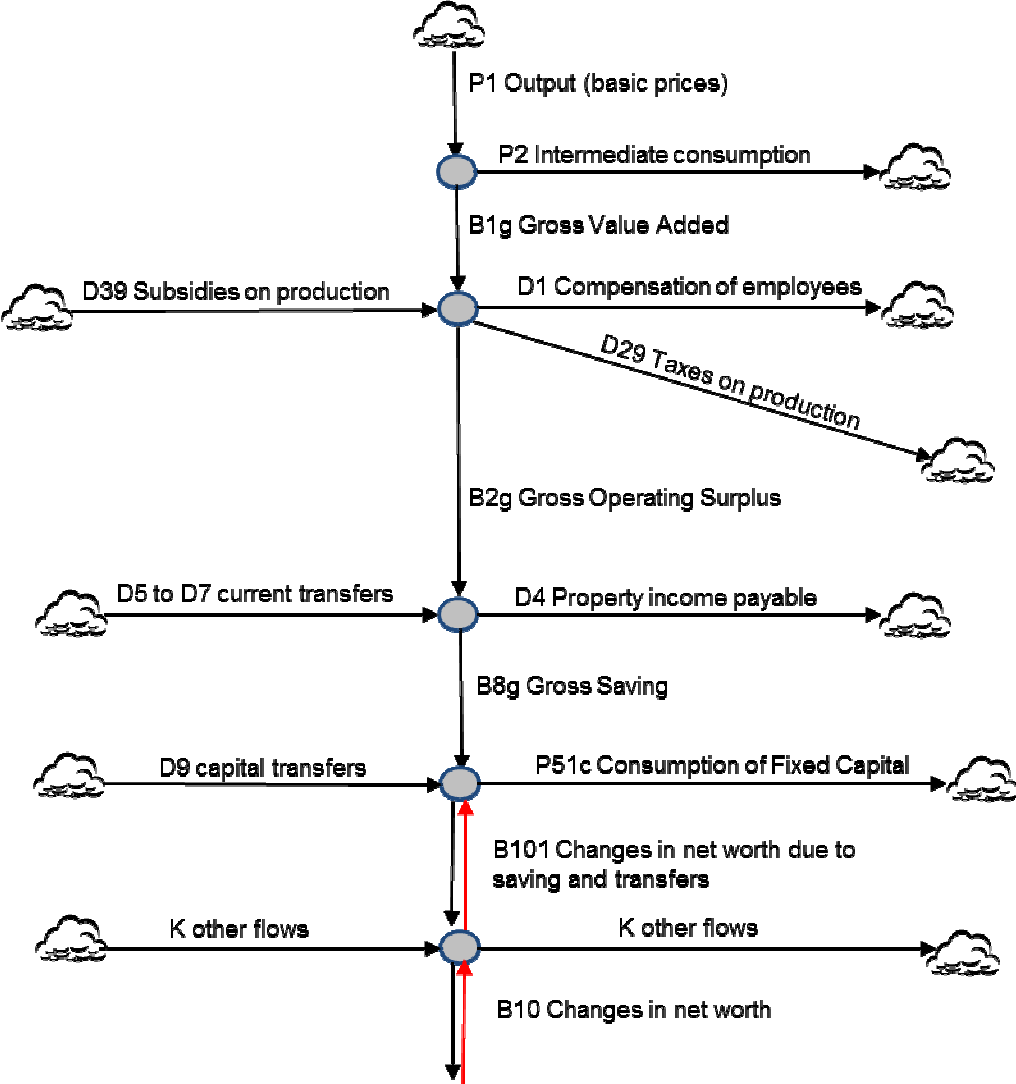 P1 Output (basic prices)
P2 Intermediate consumption
B1g Gross Value Added
D39 Subsidies on production
D1 Compensation of employees
D29 Taxes on production
B2g Gross Operating Surplus
D5 to D7 current transfers
D4 Property income payable
B8g Gross Saving
D9 capital transfers
P51c Consumption of Fixed Capital
B101 Changes in net worth due to
saving and transfers
K other flows
K other flows
B10 Changes in net worth